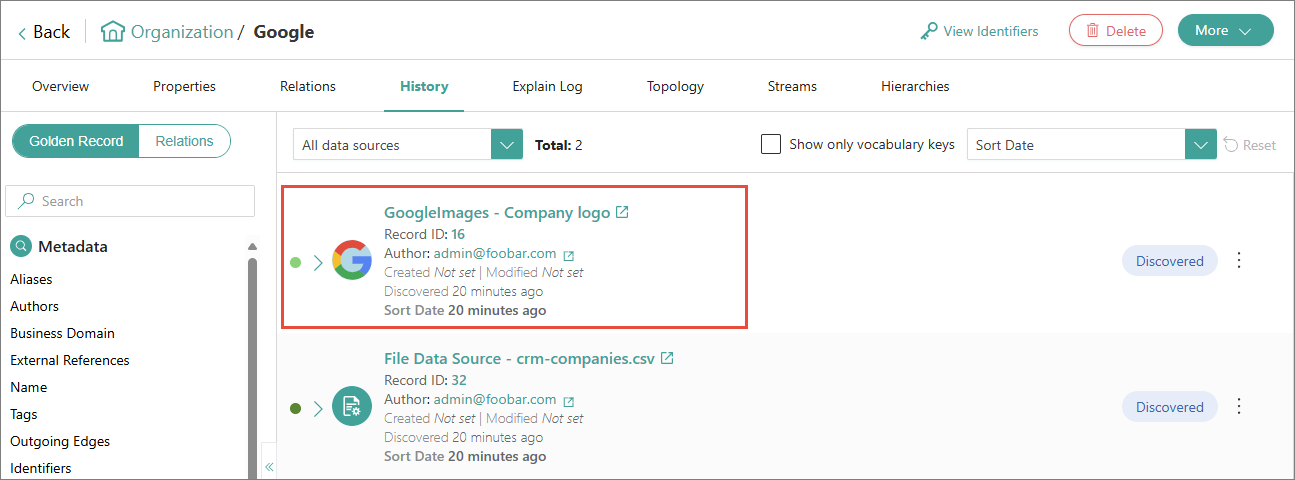 Back
Organization / Google
View Identifiers
Delete
More
Overview Properties Relations History Explain Log Topology Streams Hierarchies
Golden Record Relations
All data sources
Total: 2
Show only vocabulary keys
Sort Date
Reset
Search
Metadata
Aliases
Authors
Business Domain
External References
Name
Tags
Outgoing Edges
Identifiers
GoogleImages - Company logo
Record ID: 16
Author: admin@foobar.com
Created Not set | Modified Not set
Discovered 20 minutes ago
Sort Date 20 minutes ago
Discovered
File Data Source - crm-companies.csv
Record ID: 32
Author: admin@foobar.com
Created Not set | Modified Not set
Discovered 20 minutes ago
Sort Date 20 minutes ago
Discovered